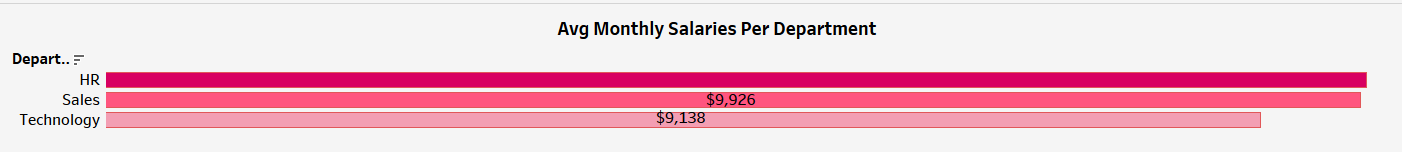 Avg Monthly Salaries Per Department
Depart..
HR
Sales $9,926
Technology $9,138